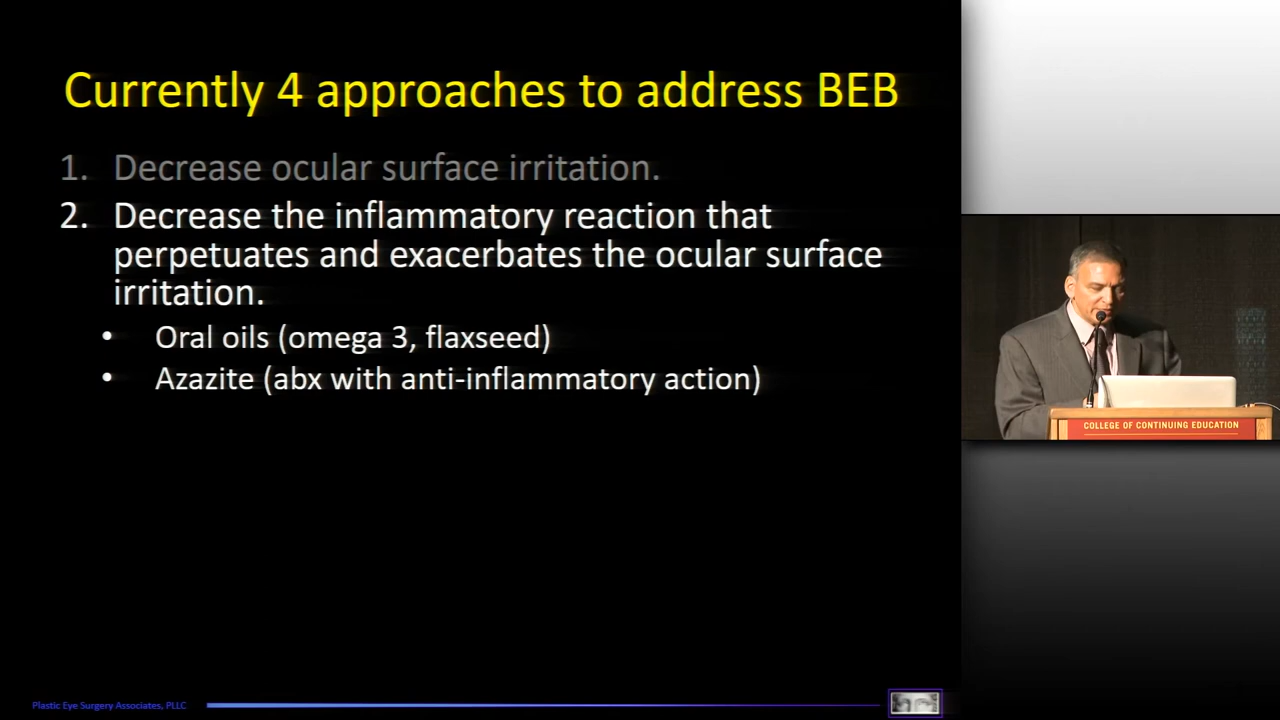 Currently 4 approaches to address BEB
1. Decrease ocular surface irritation.
2. Decrease the inflammatory reaction that
perpetuates and exacerbates the ocular surface
irritation.
• Oral oils (omega 3, flaxseed)
• Azazite (abx with anti-inflammatory action)
COLLEGE OF CONTINUING EDUCATION
Plastic Eye Surgery Associates, PLLC